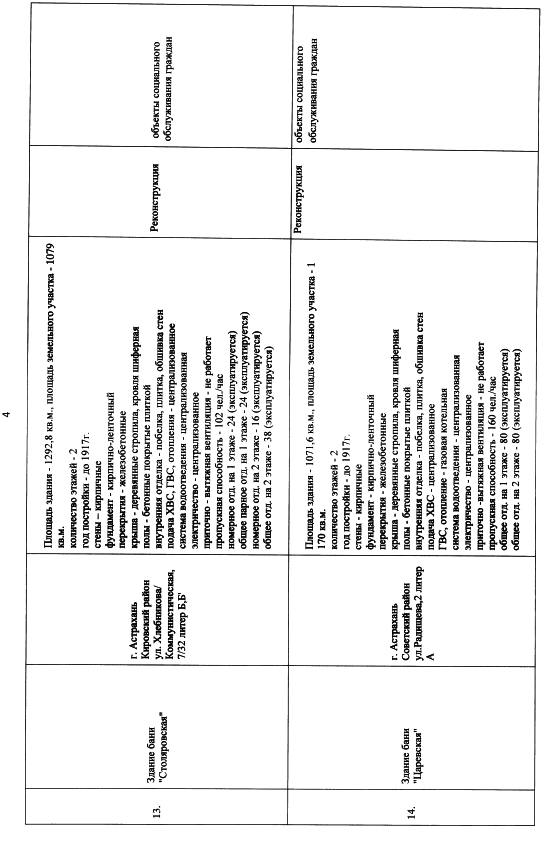 4
13.
Здание бани
"Столяровская"
г. Астрахань
Кировский район
ул. Хлебникова/
Коммунистическая,
7/32 литер Б,Б'
Площадь здания - 1292,8 кв.м., площадь земельного участка - 1079
кв.м.
количество этажей - 2
год постройки - до 1917г.
стены – кирпичные
фундамент - кирпично-ленточный
перекрытия - железобетонные
крыша - деревянные стропила, кровля шиферная
полы - бетонные покрытые плиткой
внутренняя отделка - побелка, плитка, обшивка стен
подача ХВС, ГВС, отопления - централизованное
система водоотведения - централизованная
электричество - централизованное
приточно - вытяжная вентиляция - не работает
пропускная способность - 102 чел./час
номерное отд. на 1 этаже - 24 (эксплуатируется)
общее парное отд. на 1 этаже - 24 (эксплуатируется)
номерное отд. на 2 этаже - 16 (эксплуатируется)
общее отд. на 2 этаже - 38 (эксплуатируется)
Реконструкция
объекты социального
обслуживания граждан
14.
Здание бани
"Царевская"
г. Астрахань
Советский район
ул.Радищева,2 литер
А
Площадь здания - 1071,6 кв.м., площадь земельного участка - 1
170 кв.м.
количество этажей - 2
год постройки - до 1917г.
стены - кирпичные
фундамент - кирпично-ленточный
перекрытия - железобетонные
крыша - деревянные стропила, кровля шиферная
полы - бетонные покрытые плиткой
внутренняя отделка - побелка, плитка, обшивка стен
подача ХВС - централизованное
ГВС, отопление - газовая котельная
система водоотведения - централизованная
электричество - централизованное
приточно -вытяжная вентиляция - не работает
пропускная способность - 160 чел./час
общее отд. на 1 этаже - 80 (эксплуатируется)
общее отд. на 2 этаже - 80 (эксплуатируется)
Реконструкция
объекты социального
обслуживания граждан